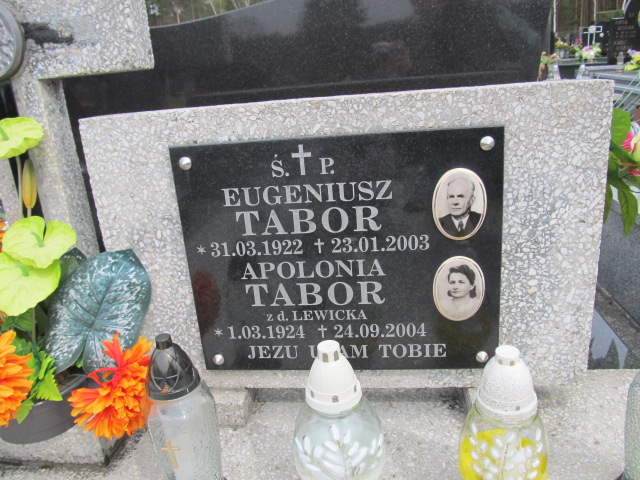 Ś. ✝ P.
EUGENIUSZ
TABOR
* 31.03.1922 ✝ 23.01.2003
APOLONIA
TABOR
z d. LEWICKA
* 1.03.1924 ✝ 24.09.2004
JEZU UFAM TOBIE